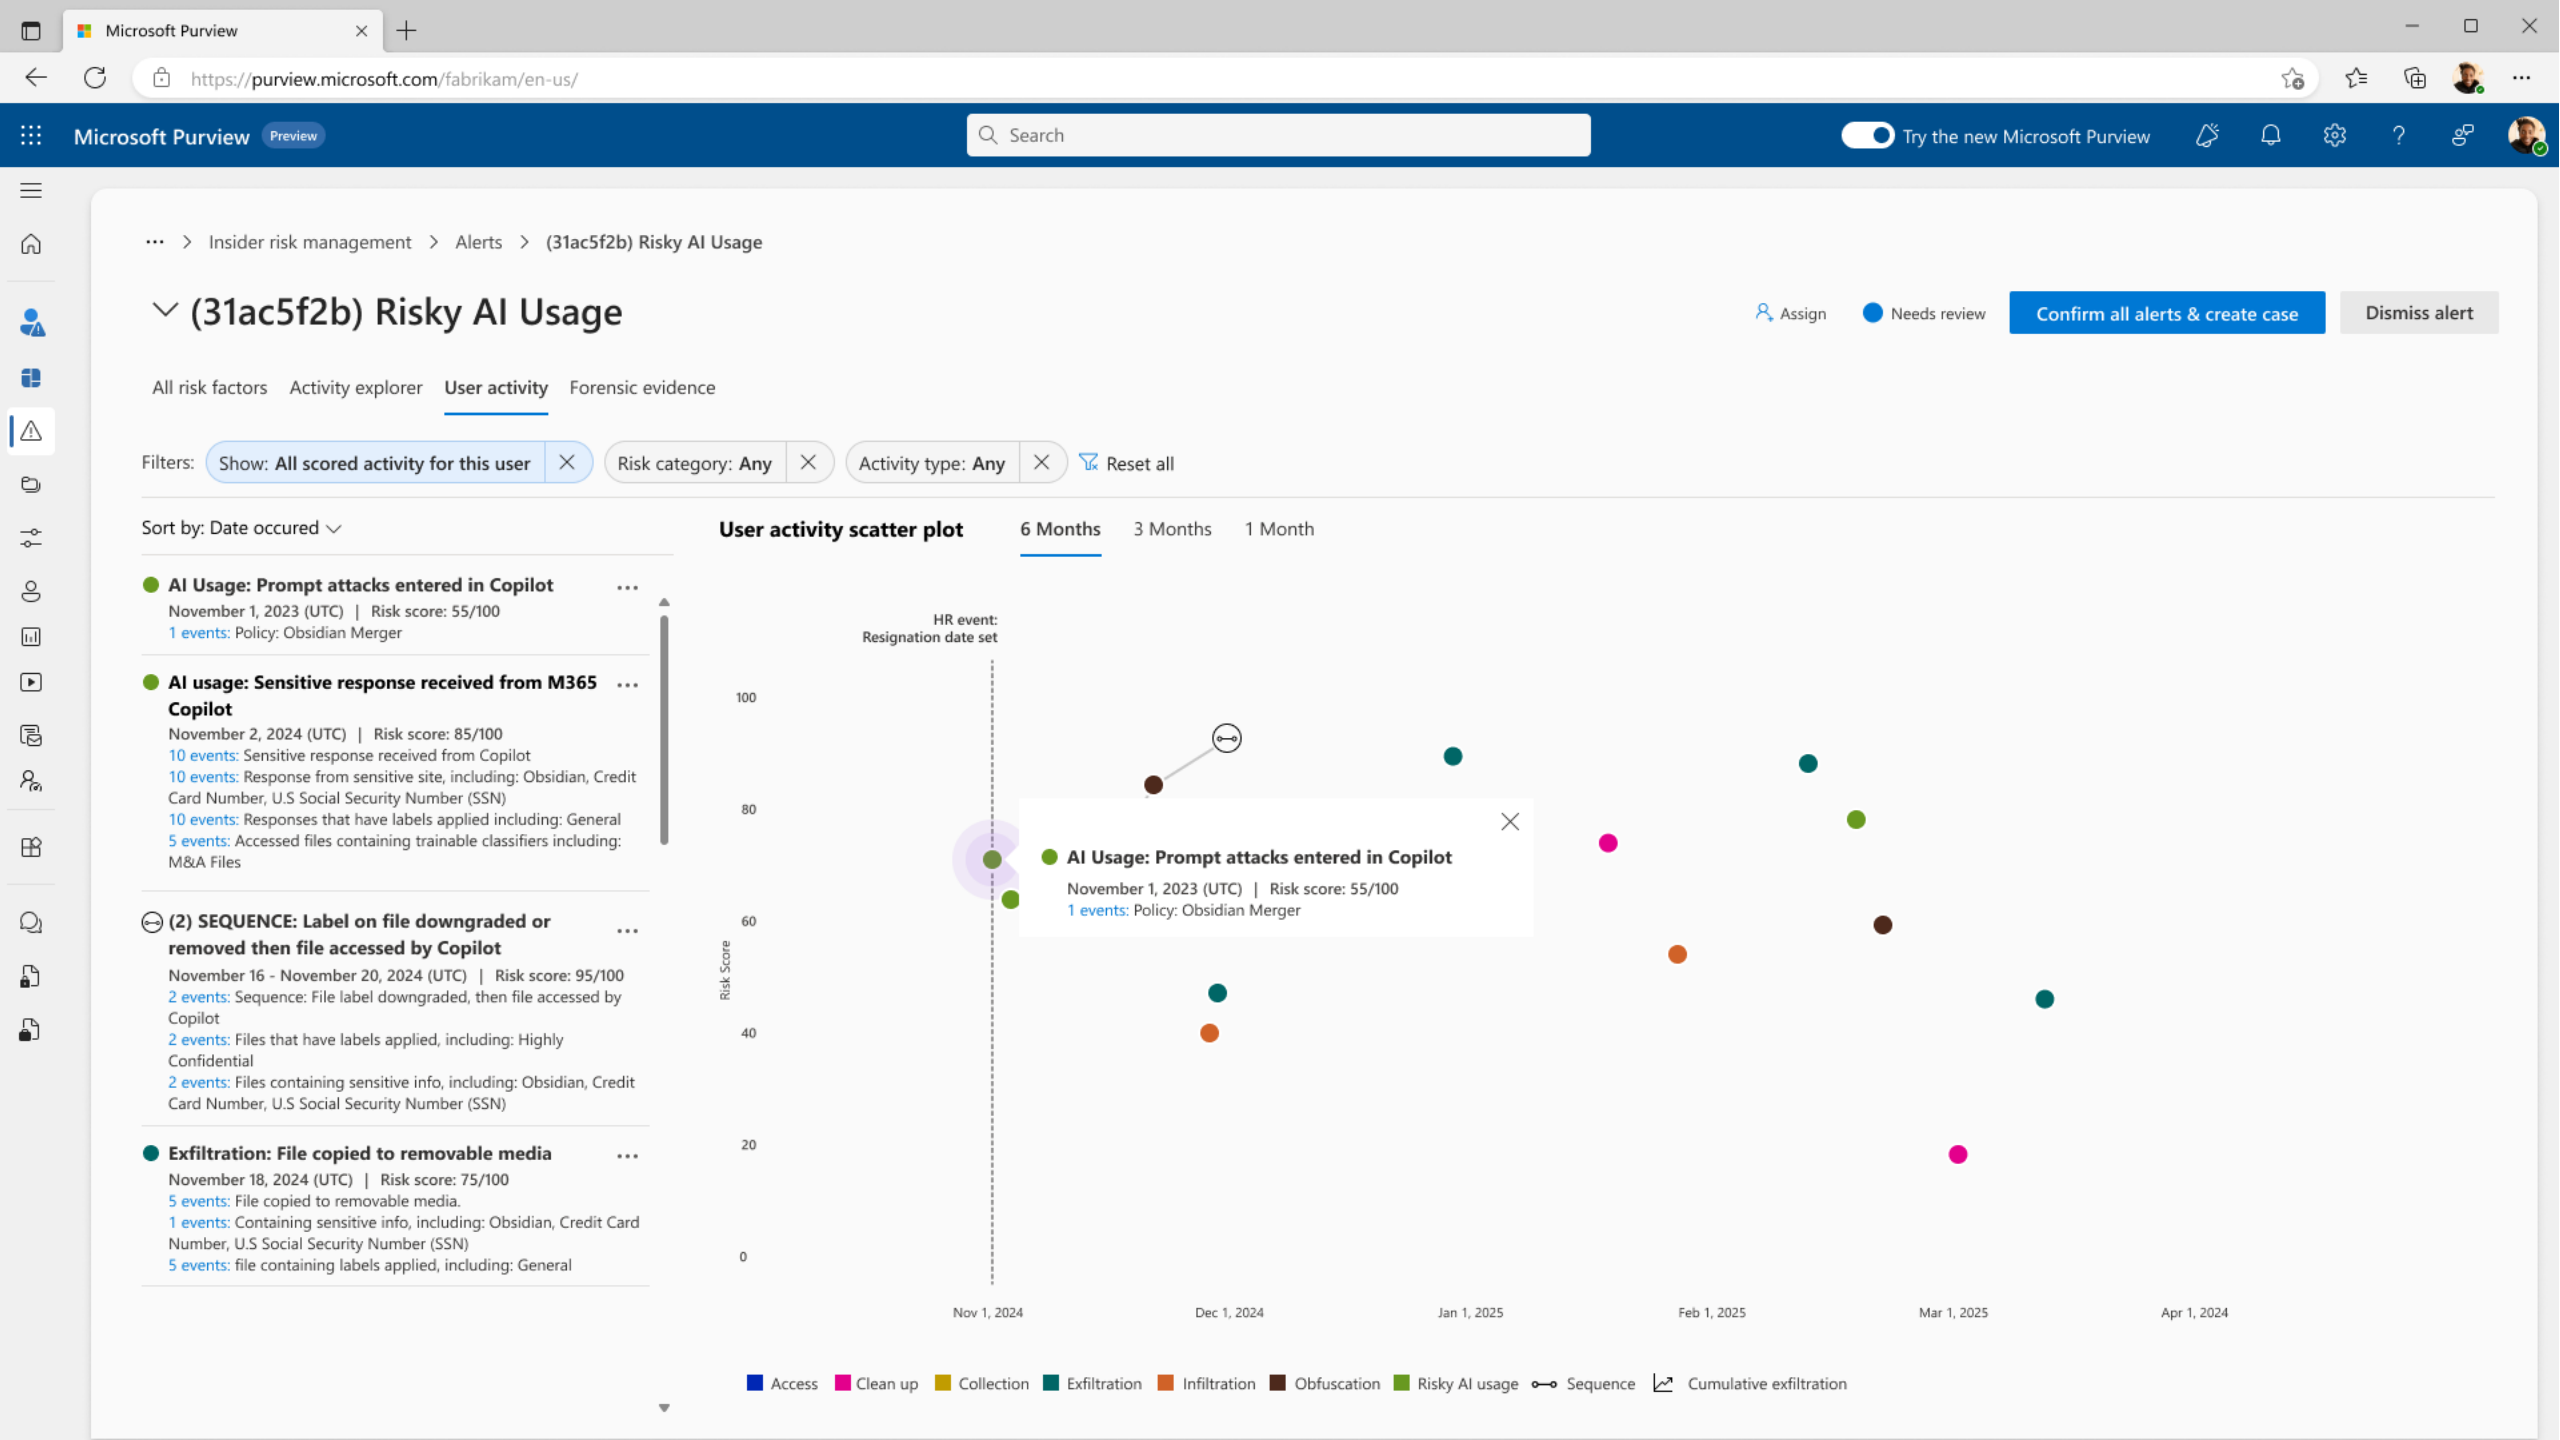 Microsoft Purview
https://purview.microsoft.com/fabrikam/en-us/
Microsoft Purview Preview
Search
Try the new Microsoft Purview
Insider risk management > Alerts > (31ac5f2b) Risky AI Usage
(31ac5f2b) Risky AI Usage
Assign
Needs review
Confirm all alerts & create case
Dismiss alert
All risk factors Activity explorer User activity Forensic evidence
Filters: Show: All scored activity for this user Risk category: Any Activity type: Any Reset all
Sort by: Date occured
AI Usage: Prompt attacks entered in Copilot
November 1, 2023 (UTC) | Risk score: 55/100
1 events: Policy: Obsidian Merger
AI usage: Sensitive response received from M365
Copilot
November 2, 2024 (UTC) | Risk score: 85/100
10 events: Sensitive response received from Copilot
10 events: Response from sensitive site, including: Obsidian, Credit
Card Number, U.S Social Security Number (SSN)
10 events: Responses that have labels applied including: General
5 events: Accessed files containing trainable classifiers including:
M&A Files
(2) SEQUENCE: Label on file downgraded or
removed then file accessed by Copilot
November 16 - November 20, 2024 (UTC) | Risk score: 95/100
2 events: Sequence: File label downgraded, then file accessed by
Copilot
2 events: Files that have labels applied, including: Highly
Confidential
2 events: Files containing sensitive info, including: Obsidian, Credit
Card Number, U.S Social Security Number (SSN)
Exfiltration: File copied to removable media
November 18, 2024 (UTC) | Risk score: 75/100
5 events: File copied to removable media.
1 events: Containing sensitive info, including: Obsidian, Credit Card
Number, U.S Social Security Number (SSN)
5 events: file containing labels applied, including: General
User activity scatter plot
6 Months 3 Months 1 Month
HR event:
Resignation date set
100
80
60
40
20
0
Risk Score
AI Usage: Prompt attacks entered in Copilot
November 1, 2023 (UTC) | Risk score: 55/100
1 events: Policy: Obsidian Merger
Nov 1, 2024 Dec 1, 2024 Jan 1, 2025 Feb 1, 2025 Mar 1, 2025 Apr 1, 2024
Access Clean up Collection Exfiltration Infiltration Obfuscation Risky AI usage Sequence Cumulative exfiltration